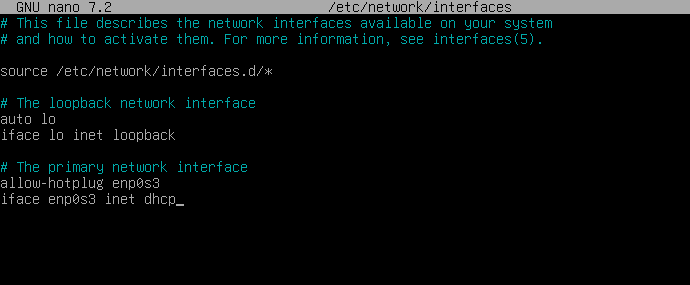 GNU nano 7.2 /etc/network/interfaces
# This file describes the network interfaces available on your system
# and how to activate them. For more information, see interfaces(5).
source /etc/network/interfaces.d/*
# The loopback network interface
auto lo
iface lo inet loopback
# The primary network interface
allow-hotplug enp0s3
iface enp0s3 inet dhcp